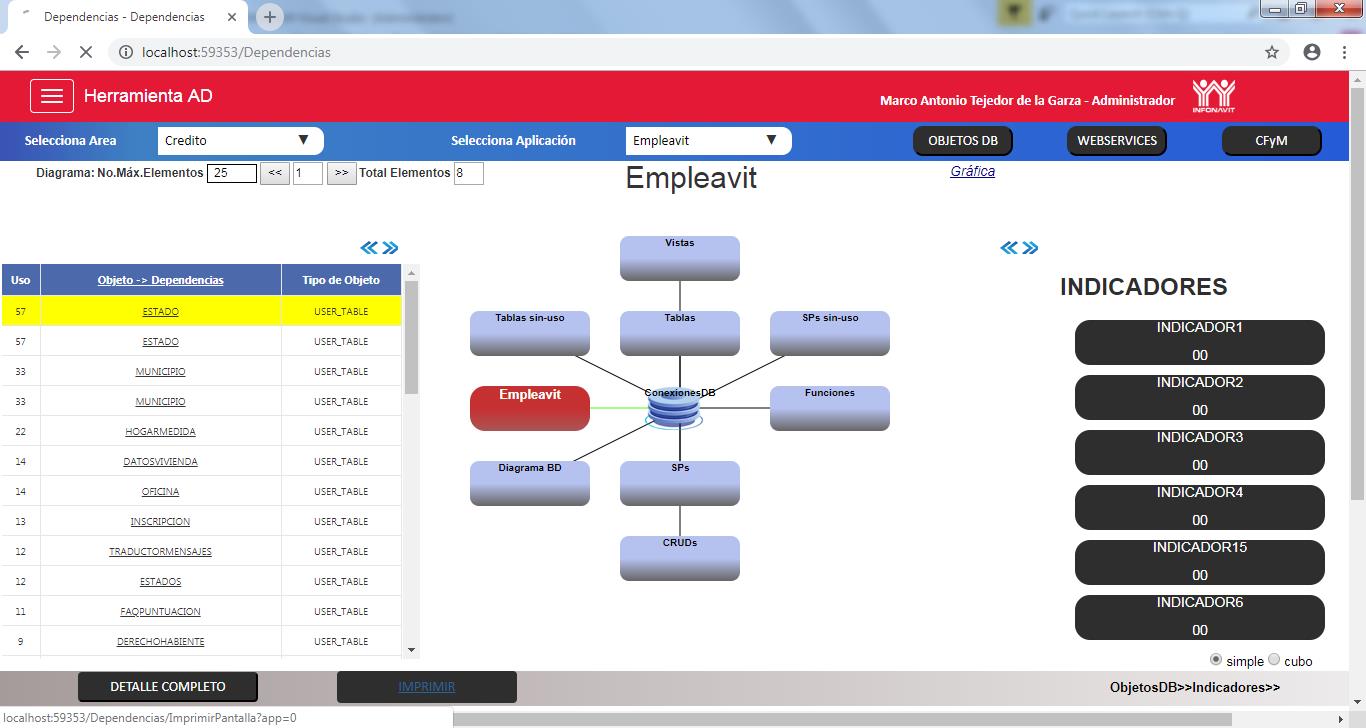 Dependencias - Dependencias
localhost:59353/Dependencias
Herramienta AD
Marco Antonio Tejedor de la Garza - Administrador
INFONAVIT
Selecciona Area
Credito
Selecciona Aplicación
Empleavit
OBJETOS DB
WEBSERVICES
CFyM
Diagrama: No.Máx.Elementos 25 << 1 >> Total Elementos 8
Empleavit
Gráfica
Uso Objeto -> Dependencias Tipo de Objeto
57 ESTADO USER_TABLE
57 ESTADO USER_TABLE
33 MUNICIPIO USER_TABLE
33 MUNICIPIO USER_TABLE
22 HOGARMEDIDA USER_TABLE
14 DATOSVIVIENDA USER_TABLE
14 OFICINA USER_TABLE
13 INSCRIPCION USER_TABLE
12 TRADUCTORMENSAJES USER_TABLE
12 ESTADOS USER_TABLE
11 FAQPUNTUACION USER_TABLE
9 DERECHOHABIENTE USER_TABLE
Vistas
Tablas sin-uso
Tablas
SPs sin-uso
Empleavit
ConexionesDB
Funciones
Diagrama BD
SPs
CRUDs
INDICADORES
INDICADOR1
00
INDICADOR2
00
INDICADOR3
00
INDICADOR4
00
INDICADOR15
00
INDICADOR6
00
simple cubo
DETALLE COMPLETO
IMPRIMIR
ObjetosDB>>Indicadores>>
localhost:59353/Dependencias/ImprimirPantalla?app=0